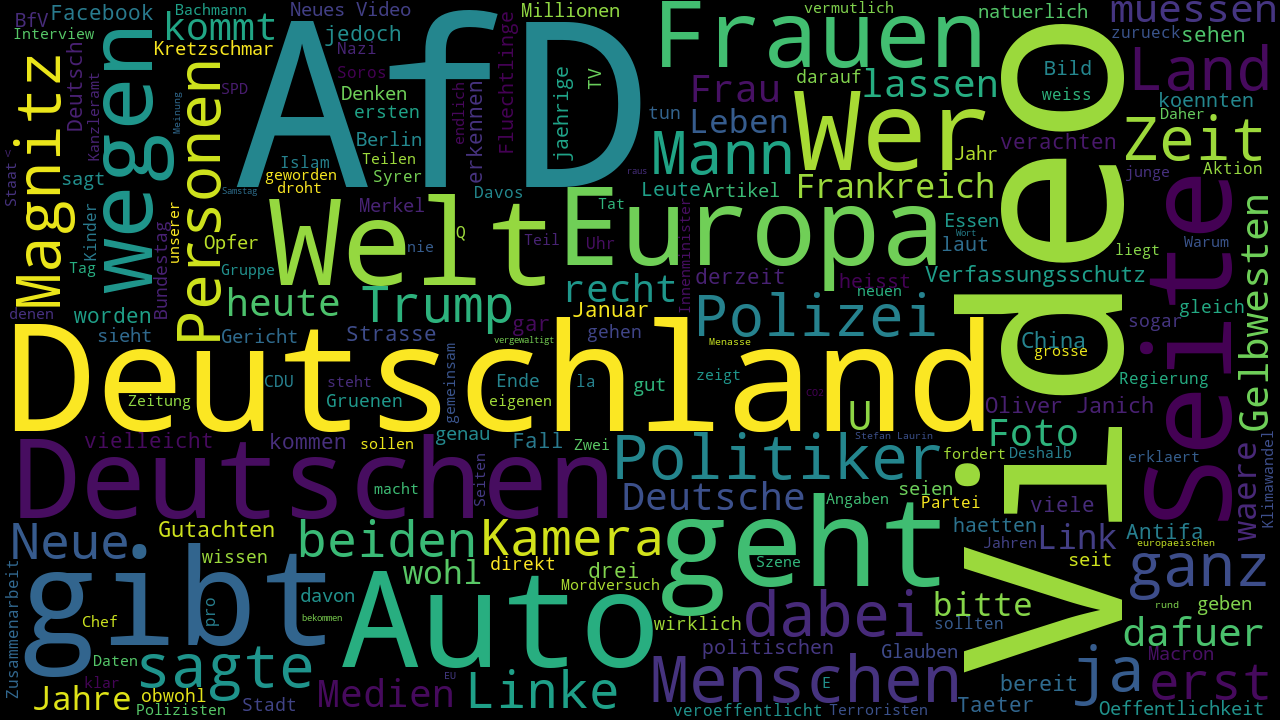 BfV
Facebook
Bachmann
Neues Video
AfD
Millionen
Frauen
vermutlich
natuerlich
muessen
Interview
kommt
jedoch
zurueck
sehen
Kretzschmar
Nazi
Fluechtlinge
Deutsch
wegen
Personen
Magnitz
Soros
TV
Frau
darauf
lassen
Bild
Land
SPD
Denken
ersten
endlich
erkennen
jaehrige
tun
Leben
Wer
weiss
koennten
Daher
Kanzleramt
Meinung
Berlin
Mann
Jahr
verachten
Zeit
Islam
Teilen
geworden
droht
Syrer
raus
junge
Aktion
Staat
v
sagt
Samstag
Davos
Leute
Artikel
Frankreich
Video
Seite
Kinder
unserer
Welt
Merkel
Europa
Tat
Essen
Wort
Gelbwesten
Opfer
nie
Q
Teil
Uhr
Innenminister
laut
liegt
Warum
Tag
Bundestag
Gruppe
derzeit
heisst
Verfassungsschutz
denen
worden
heute
Trump
recht
Januar
neuen
gleich
sieht
Gericht
Strasse
gar
gehen
Polizei
sogar
vergewaltigt
Menasse
China
grosse
Deutschland
CDU
steht
gemeinsam
Ende
la
gut
zeigt
Regierung
Zeitung
Gruenen
eigenen
CO2
U
Oliver Janich
Waere
Deutschen
vielleicht
kommen
sollen
genau
Fall
Zwei
Politiker
Stefan Laurin
Foto
Klimawandel
fordert
Deshalb
erklaert
macht
Seiten
Deutsche
Angaben
seien
Partei
viele
Neue
Gutachten
beiden
Kamera
geht
haetten
Link
Antifa
Jahren
europaeischen
gibt
wissen
wohl
direkt
drei
Szene
seit
ganz
Zusammenarbeit
davon
Auto
Mordversuch
pro
bekommen
dabei
bitte
rund
geben
Chef
wirklich
sollten
dafuer
Daten
sagte
politischen
Glauben
Macron
klar
EU
Menschen
E
bereit
ja
erst
Jahre
obwohl
Medien
Linke
Polizisten
Stadt
veroeffentlicht
Terroristen
Taeter
Oeffentlichkeit